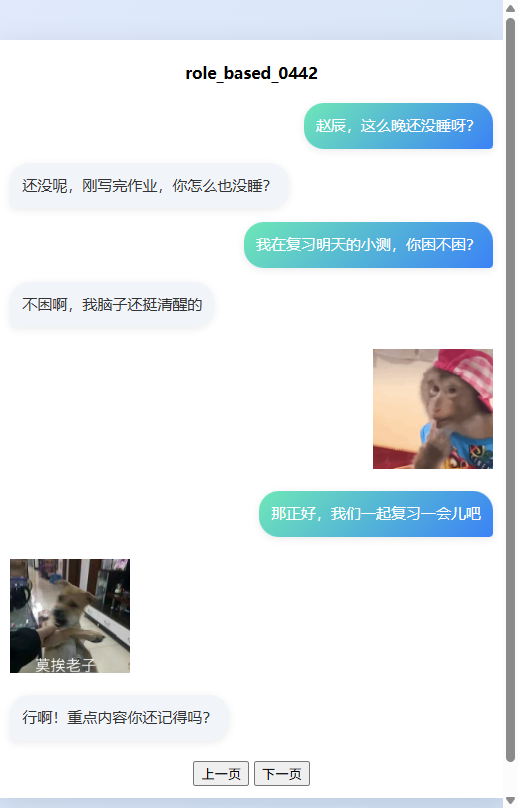 role_based_0442
赵辰，这么晚还没睡呀？
还没呢，刚写完作业，你怎么也没睡？
我在复习明天的小测，你困不困？
不困啊，我脑子还挺清醒的
那正好，我们一起复习一会儿吧
莫挨老子
行啊！重点内容你还记得吗？
上一页 下一页